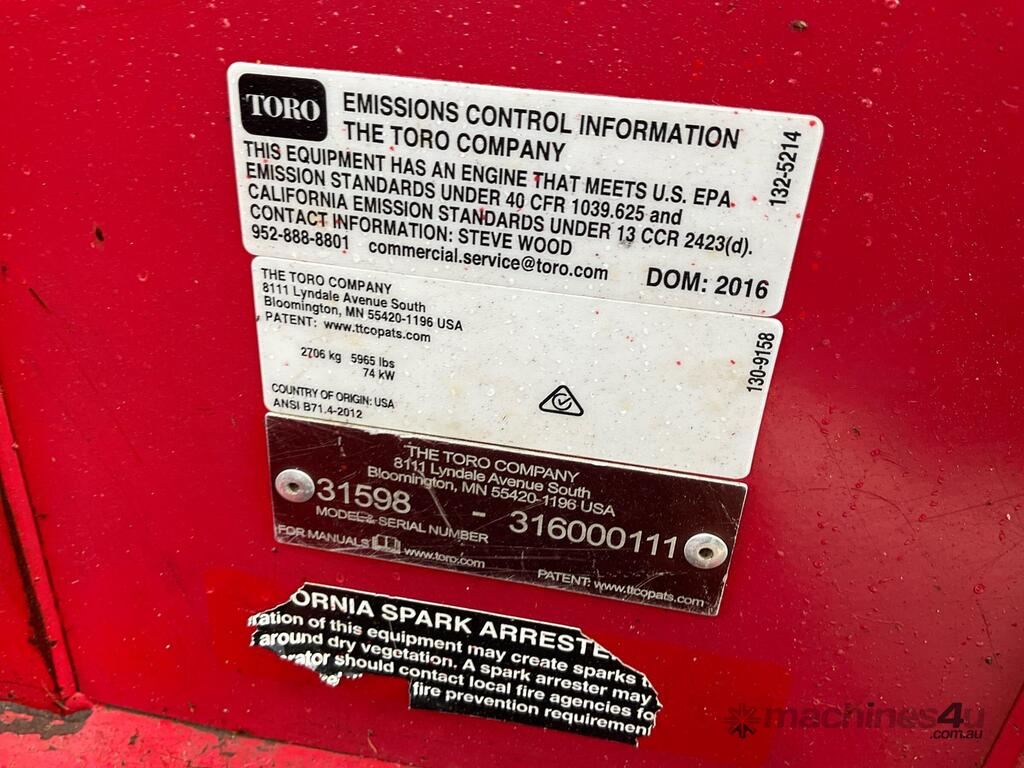 TORO
EMISSIONS CONTROL INFORMATION
THE TORO COMPANY
THIS EQUIPMENT HAS AN ENGINE THAT MEETS U.S. EPA
EMISSION STANDARDS UNDER 40 CFR 1039.625 and
CALIFORNIA EMISSION STANDARDS UNDER 13 CCR 2423(d).
CONTACT INFORMATION: STEVE WOOD
952-888-8801 commercial.service@toro.com
DOM: 2016
132-5214
THE TORO COMPANY
8111 Lyndale Avenue South
Bloomington, MN 55420-1196 USA
PATENT: www.ttcopats.com
2706 kg 5965 lbs
74 kW
COUNTRY OF ORIGIN: USA
ANSI B71.4-2012
130-9158
THE TORO COMPANY
8111 Lyndale Avenue South
Bloomington, MN 55420-1196 USA
31598 - 316000111
MODEL & SERIAL NUMBER
FOR MANUALS www.toro.com
PATENT: www.ttcopats.com
ORNIA SPARK ARRESTE
ration of this equipment may create sparks t
around dry vegetation. A spark arrester may
rator should contact local fire agencies fo
fire prevention requirement
machines4u
.com.au